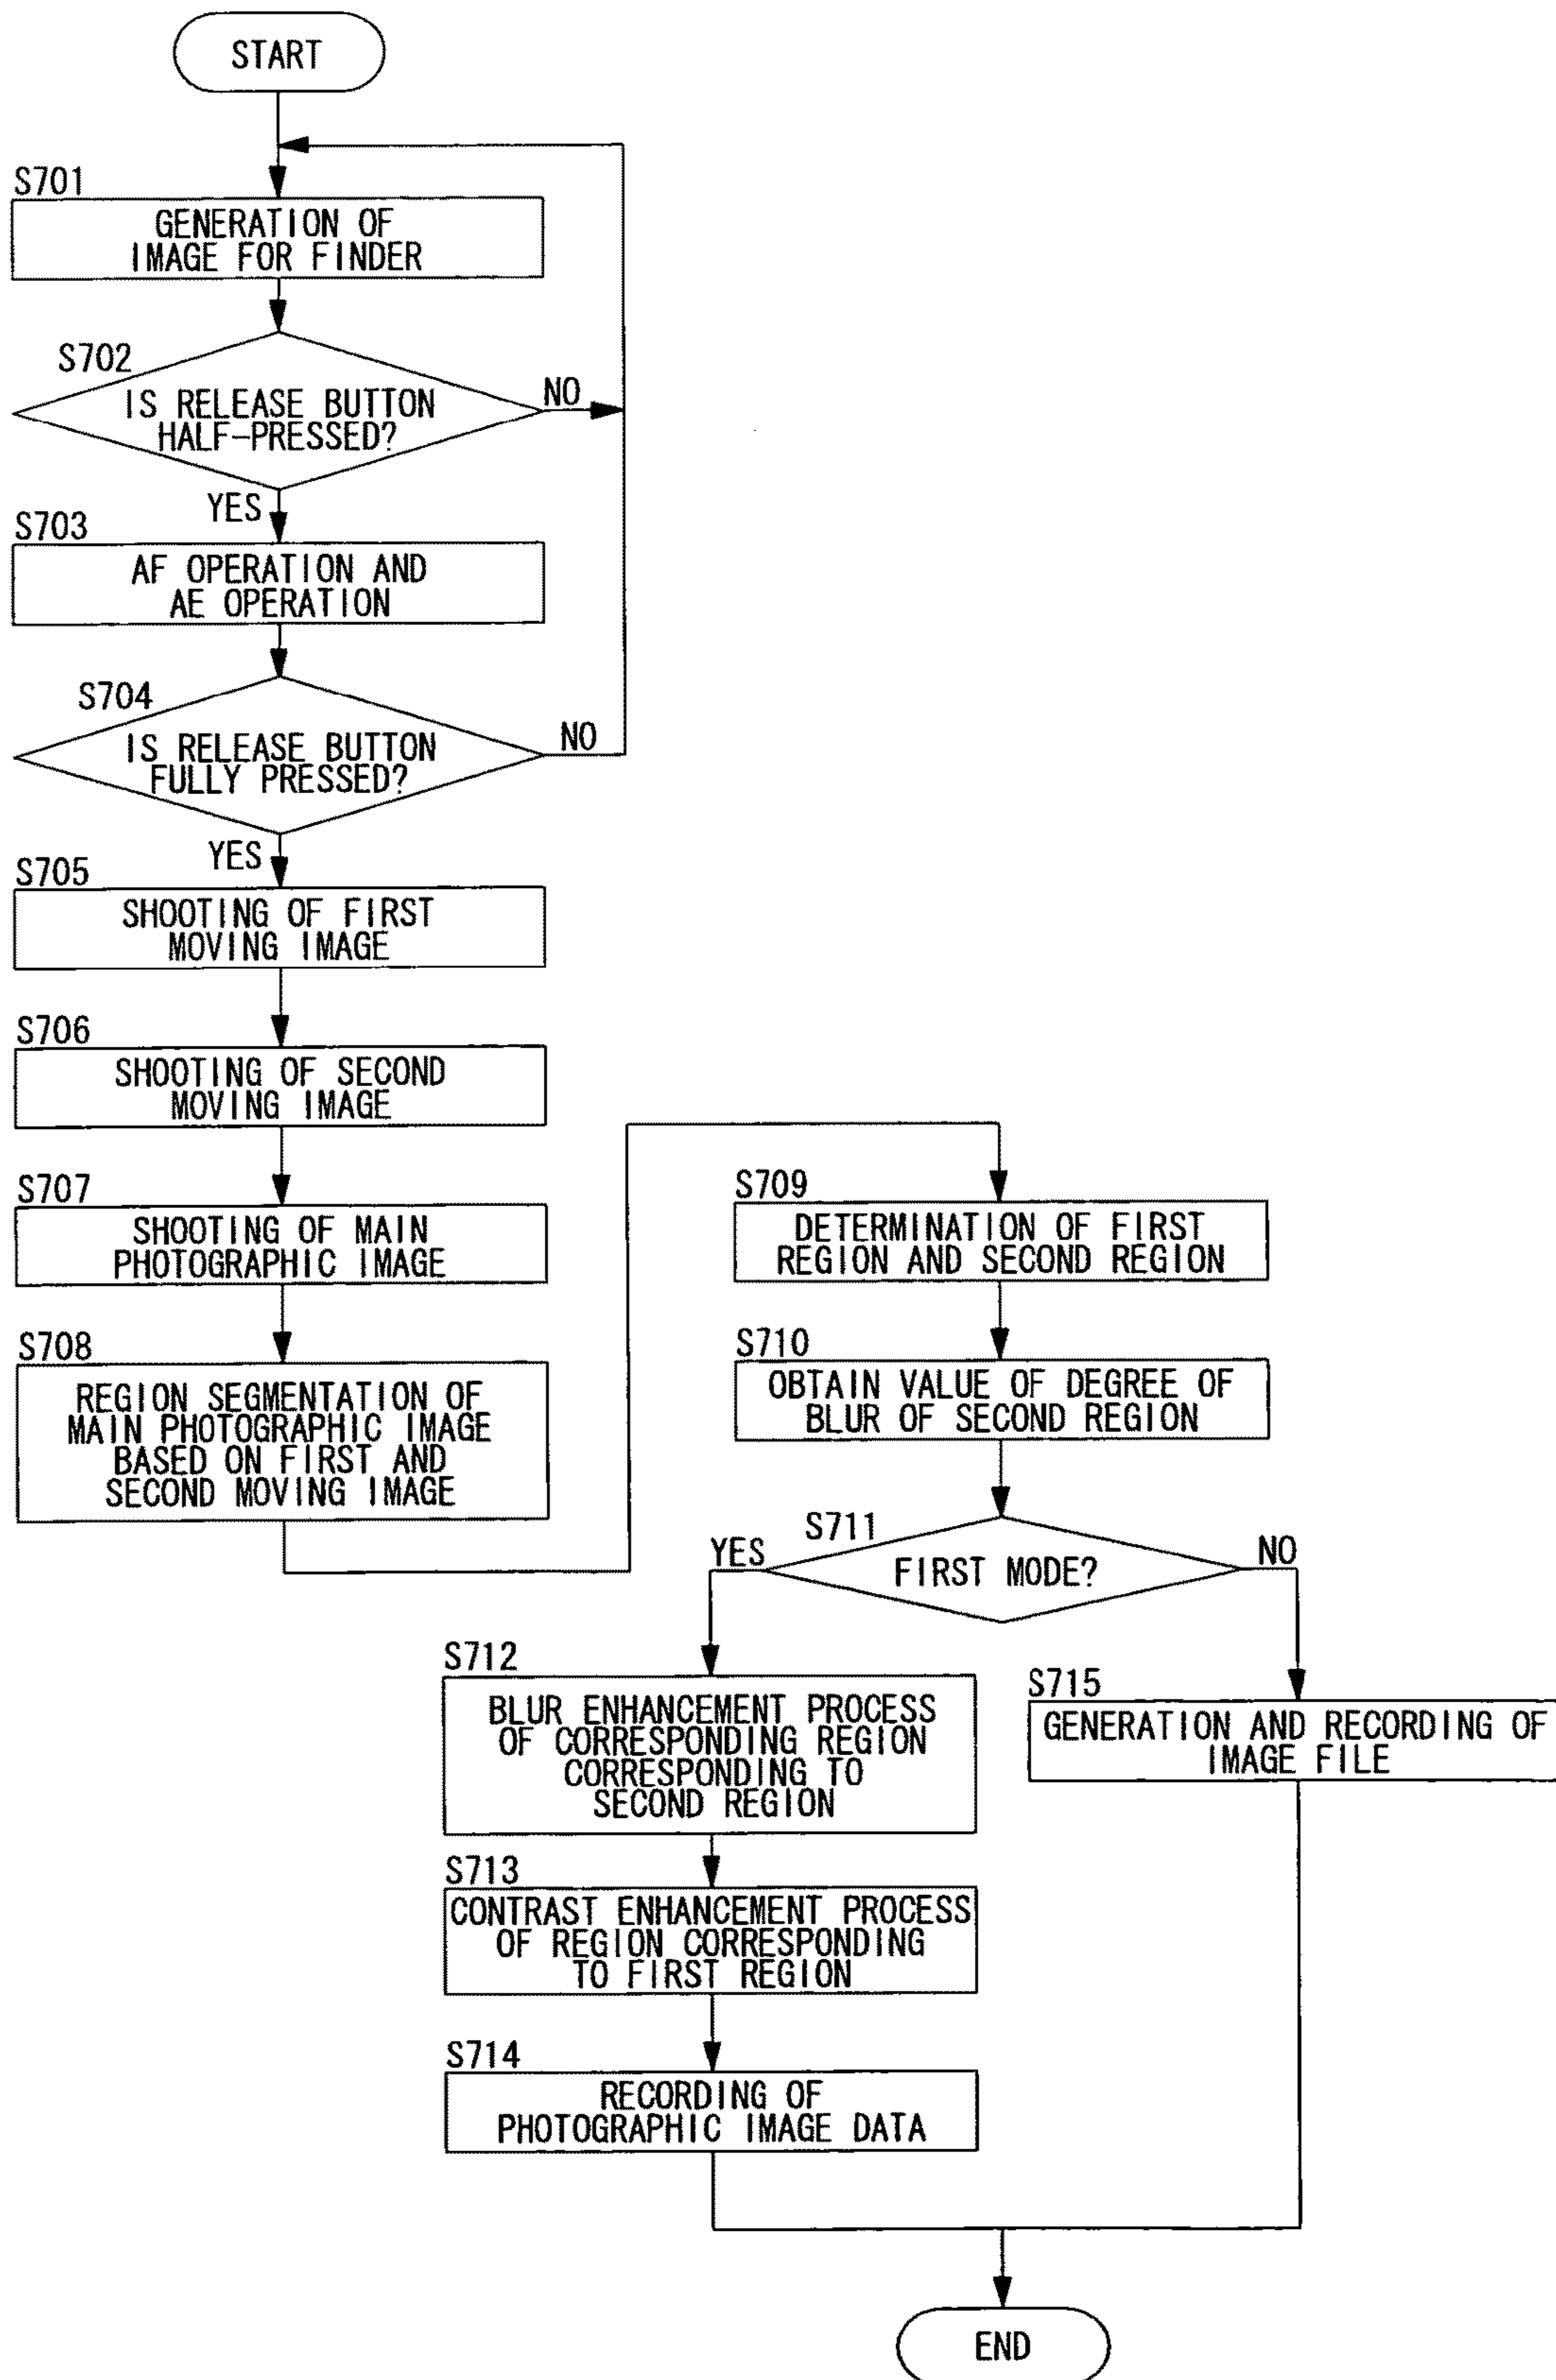 START
S701
GENERATION OF
IMAGE FOR FINDER
S702
IS RELEASE BUTTON
HALF-PRESSED?
NO
YES
S703
AF OPERATION AND
AE OPERATION
S704
IS RELEASE BUTTON
FULLY PRESSED?
NO
YES
S705
SHOOTING OF FIRST
MOVING IMAGE
S706
SHOOTING OF SECOND
MOVING IMAGE
S707
SHOOTING OF MAIN
PHOTOGRAPHIC IMAGE
S708
REGION SEGMENTATION OF
MAIN PHOTOGRAPHIC IMAGE
BASED ON FIRST AND
SECOND MOVING IMAGE
S709
DETERMINATION OF FIRST
REGION AND SECOND REGION
S710
OBTAIN VALUE OF DEGREE OF
BLUR OF SECOND REGION
S711
FIRST MODE?
YES
NO
S712
BLUR ENHANCEMENT PROCESS
OF CORRESPONDING REGION
CORRESPONDING TO
SECOND REGION
S713
CONTRAST ENHANCEMENT PROCESS
OF REGION CORRESPONDING
TO FIRST REGION
S714
RECORDING OF
PHOTOGRAPHIC IMAGE DATA
S715
GENERATION AND RECORDING OF
IMAGE FILE
END